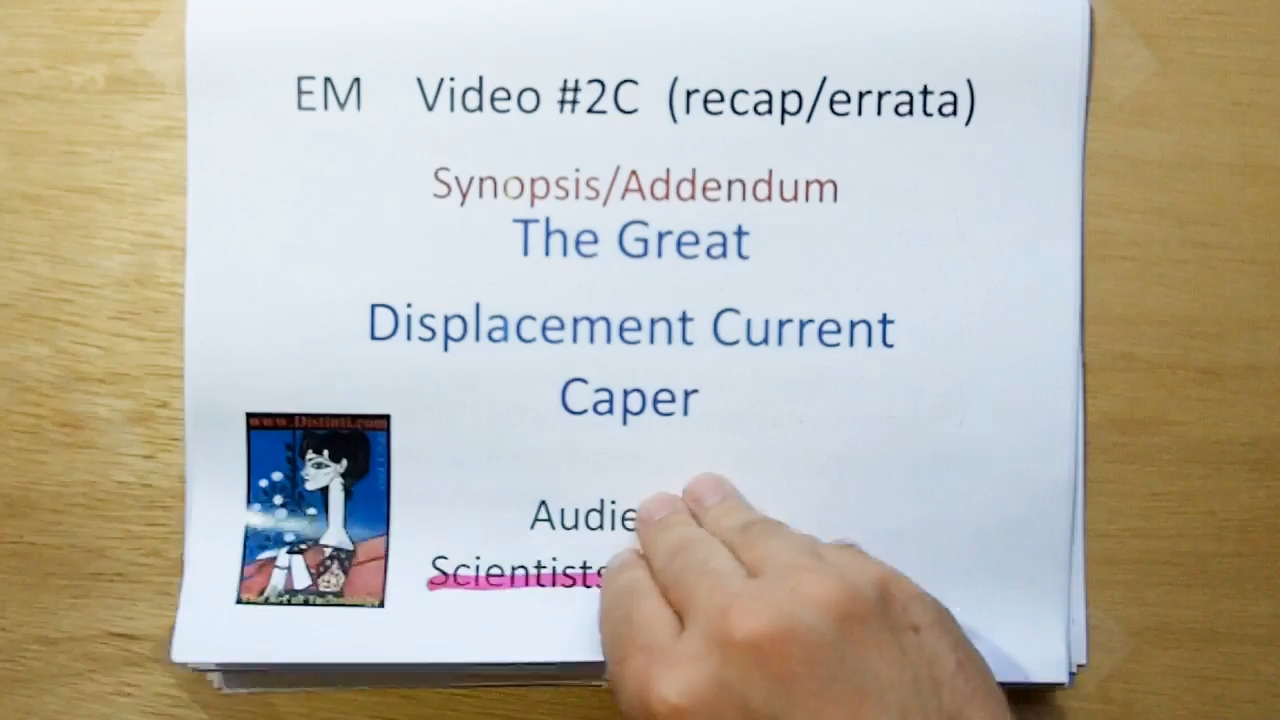 EM Video #2C (recap/errata)
Synopsis/Addendum
The Great
Displacement Current
Caper
www.Distinti.com
Audie
Scientists